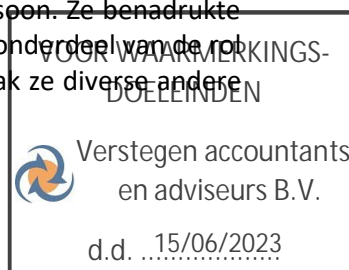 soon. Ze benadrukte
onderdeel van de rol
VOOR WAARMERKINGS-
ak ze diverse andere
DOELEINDEN
Verstegen accountants
en adviseurs B.V.
d.d. ..15/06/2023